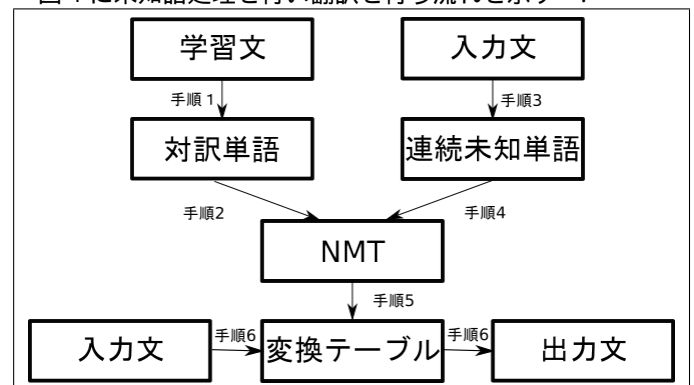 学習文 入力文
手順1 手順3
対訳単語 連続未知単語
手順2 手順4
NMT
手順5
入力文 手順6 変換テーブル 手順6 出力文